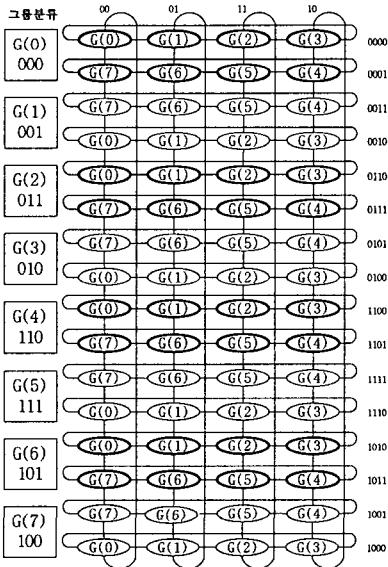 그룹분류 00 01 11 10
G(0) 000
G(0) G(1) G(2) G(3) 0000
G(7) G(6) G(5) G(4) 0001
G(1) 001
G(7) G(6) G(5) G(4) 0011
G(0) G(1) G(2) G(3) 0010
G(2) 011
G(0) G(1) G(2) G(3) 0110
G(7) G(6) G(5) G(4) 0111
G(3) 010
G(7) G(6) G(5) G(4) 0101
G(0) G(1) G(2) G(3) 0100
G(4) 110
G(0) G(1) G(2) G(3) 1100
G(7) G(6) G(5) G(4) 1101
G(5) 111
G(7) G(6) G(5) G(4) 1111
G(0) G(1) G(2) G(3) 1110
G(6) 101
G(0) G(1) G(2) G(3) 1010
G(7) G(6) G(5) G(4) 1011
G(7) 100
G(7) G(6) G(5) G(4) 1001
G(0) G(1) G(2) G(3) 1000